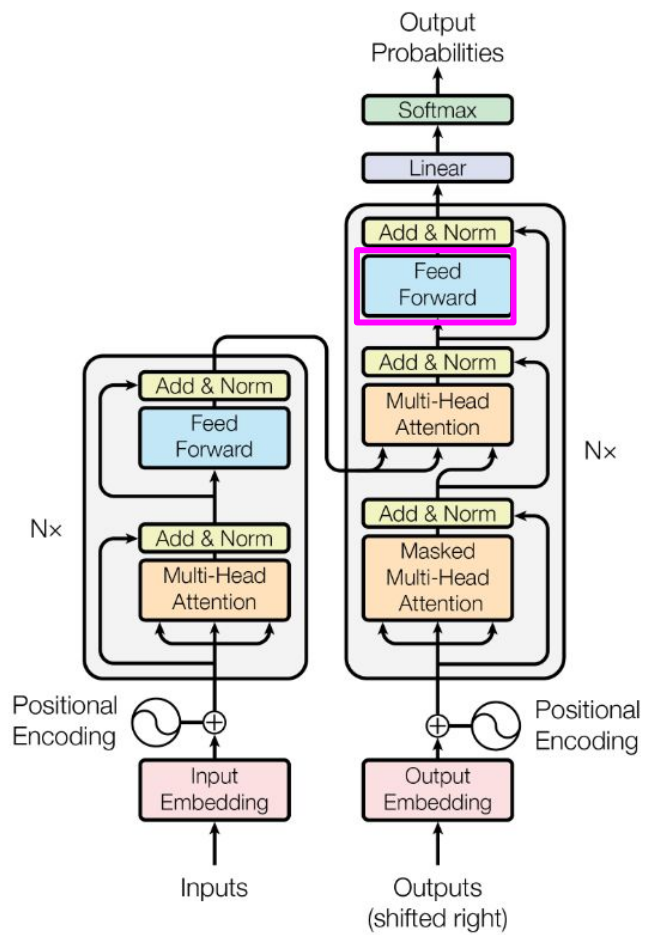 Output
Probabilities
Softmax
Linear
Add & Norm
Feed
Forward
Add & Norm
Multi-Head
Attention
Add & Norm
Masked
Multi-Head
Attention
N×
Add & Norm
Feed
Forward
Add & Norm
Multi-Head
Attention
N×
Positional
Encoding
Positional
Encoding
Input
Embedding
Output
Embedding
Inputs
Outputs
(shifted right)